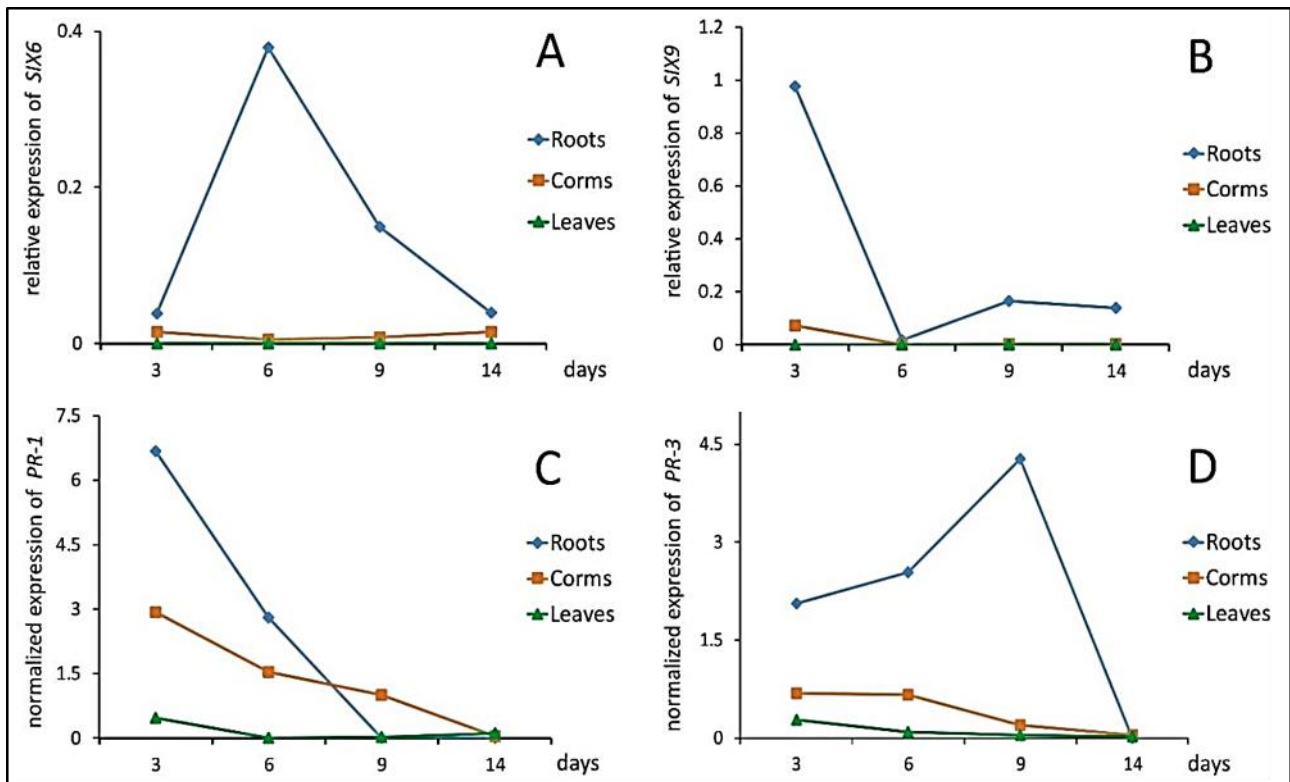 relative expression of SIX6
0.4
0.2
0
A
Roots
Corms
Leaves
3 6 9 14 days
relative expression of SIX9
1.2
1
0.8
0.6
0.4
0.2
0
B
Roots
Corms
Leaves
3 6 9 14 days
normalized expression of PR-1
7.5
6
4.5
3
1.5
0
C
Roots
Corms
Leaves
3 6 9 14 days
normalized expression of PR-3
4.5
3
1.5
0
D
Roots
Corms
Leaves
3 6 9 14 days